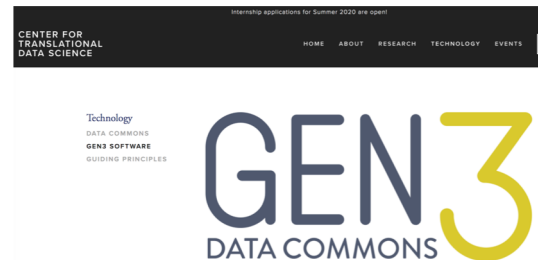 Internship applications for Summer 2020 are open!
CENTER FOR
TRANSLATIONAL
DATA SCIENCE
HOME ABOUT RESEARCH TECHNOLOGY EVENTS
Technology
DATA COMMONS
GEN3 SOFTWARE
GUIDING PRINCIPLES
GEN3
DATA COMMONS